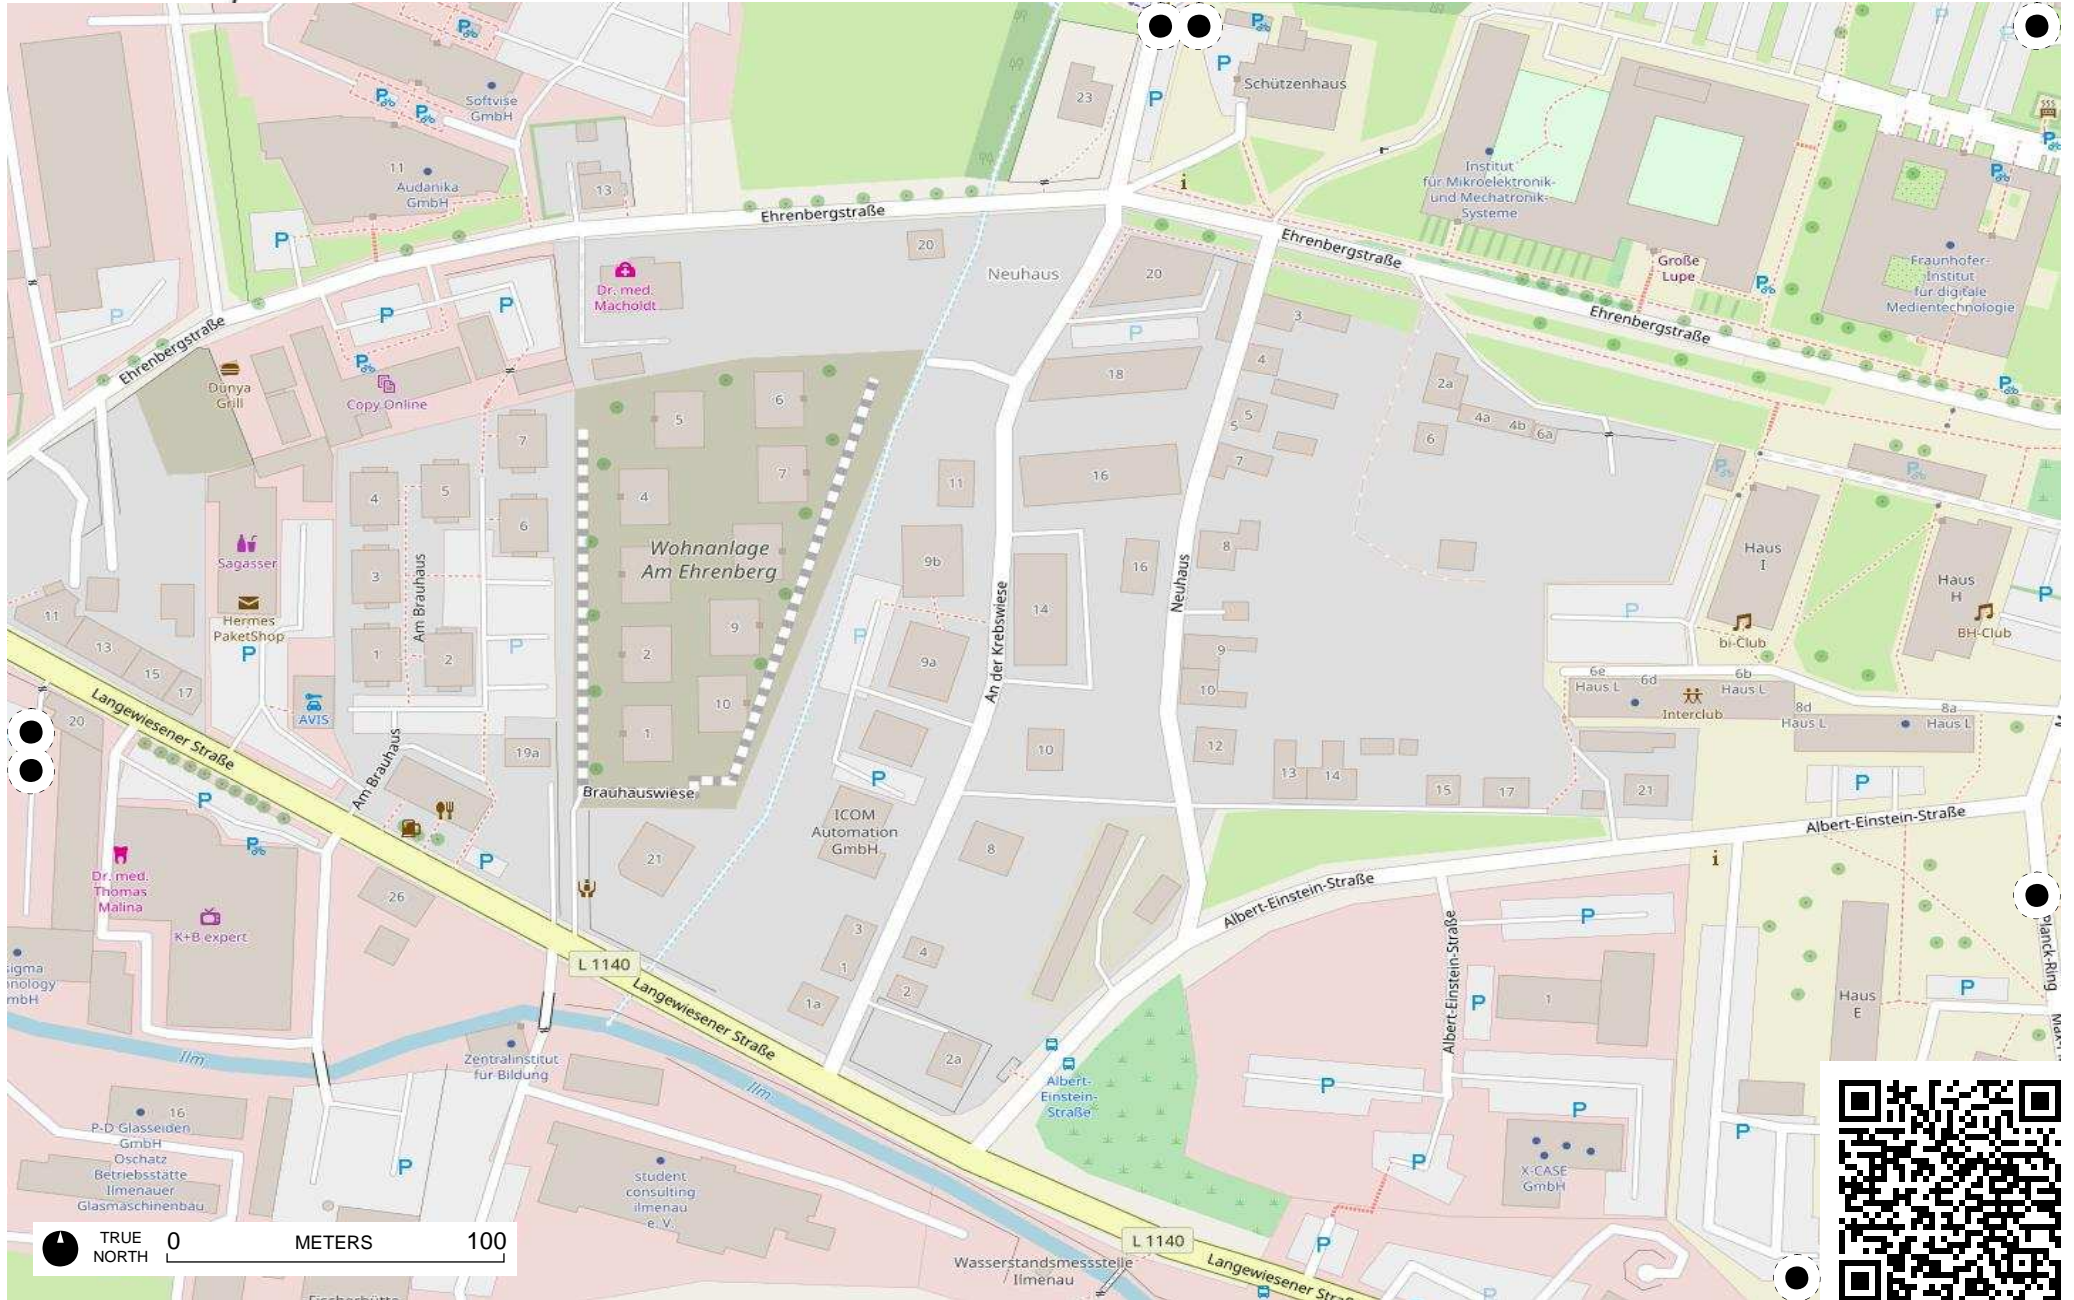 Softvise
GmbH
11
Audanika
GmbH
13
23
Schützenhaus
Institut
für Mikroelektronik-
und Mechatronik-
Systeme
Große
Lupe
Fraunhofer-
Institut
für digitale
Medientechnologie
P
Ehrenbergstraße
Ehrenbergstraße
Ehrenbergstraße
Ehrenbergstraße
20
Neuhaus
20
Dr. med.
Macholdt
Dünya
Grill
Copy Online
3
4
5
5
7
18
2a
4a
4b
6a
6
7
5
6
4
5
6
7
4
11
16
Sagasser
Hermes
PaketShop
3
Am Brauhaus
1
2
Wohnanlage
Am Ehrenberg
9
2
10
1
9b
9a
14
16
An der Krebswiese
Neuhaus
8
9
10
12
13
14
15
17
21
Haus
I
Haus
H
bi-Club
BH-Club
6e
Haus L
6d
6b
Haus L
Interclub
8d
Haus L
8a
Haus L
11
13
15
17
20
Langewiesener Straße
AVIS
Am Brauhaus
19a
Brauhauswiese
10
ICOM
Automation
GmbH
8
21
Albert-Einstein-Straße
Albert-Einstein-Straße
Albert-Einstein-Straße
Dr. med.
Thomas
Malina
K+B expert
26
L 1140
Langewiesener Straße
3
1
1a
4
2
2a
1
Haus
E
Planck-Ring
Ilm
Ilm
Zentralinstitut
für Bildung
Albert-
Einstein-
Straße
16
P-D Glasseiden
GmbH
Oschatz
Betriebsstätte
Ilmenauer
Glasmaschinenbau
student
consulting
ilmenau
e. V.
X-CASE
GmbH
L 1140
Langewiesener Straße
Wasserstandsmessstelle
Ilmenau
TRUE
NORTH
0 METERS 100